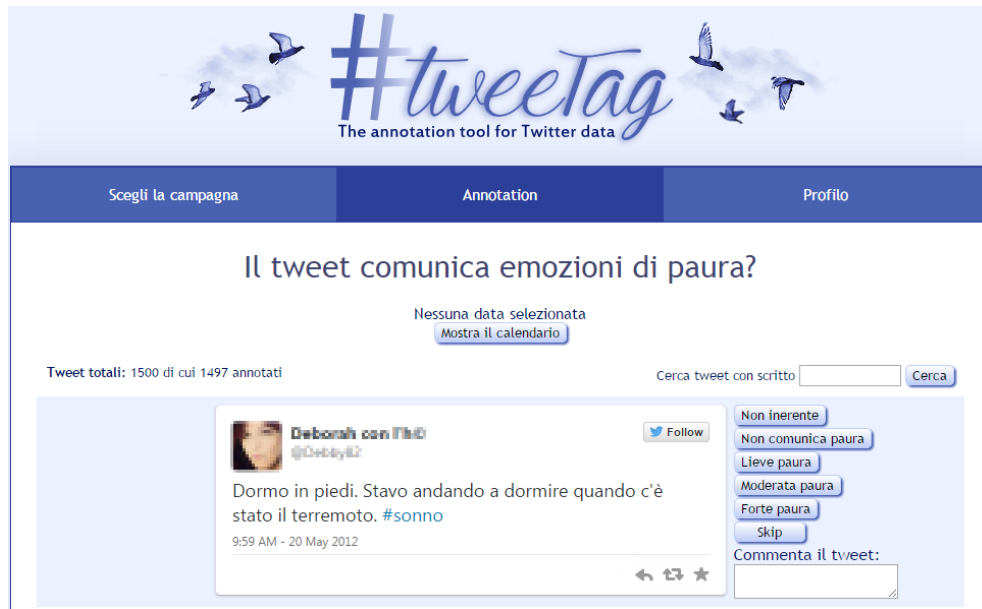 #tweeTag
The annotation tool for Twitter data
Scegli la campagna Annotation Profilo
Il tweet comunica emozioni di paura?
Nessuna data selezionata
Mostra il calendario
Tweet totali: 1500 di cui 1497 annotati
Cerca tweet con scritto Cerca
Follow
Dormo in piedi. Stavo andando a dormire quando c'è
stato il terremoto. #sonno
9:59 AM - 20 May 2012
Non inerente
Non comunica paura
Lieve paura
Moderata paura
Forte paura
Skip
Commenta il tweet: